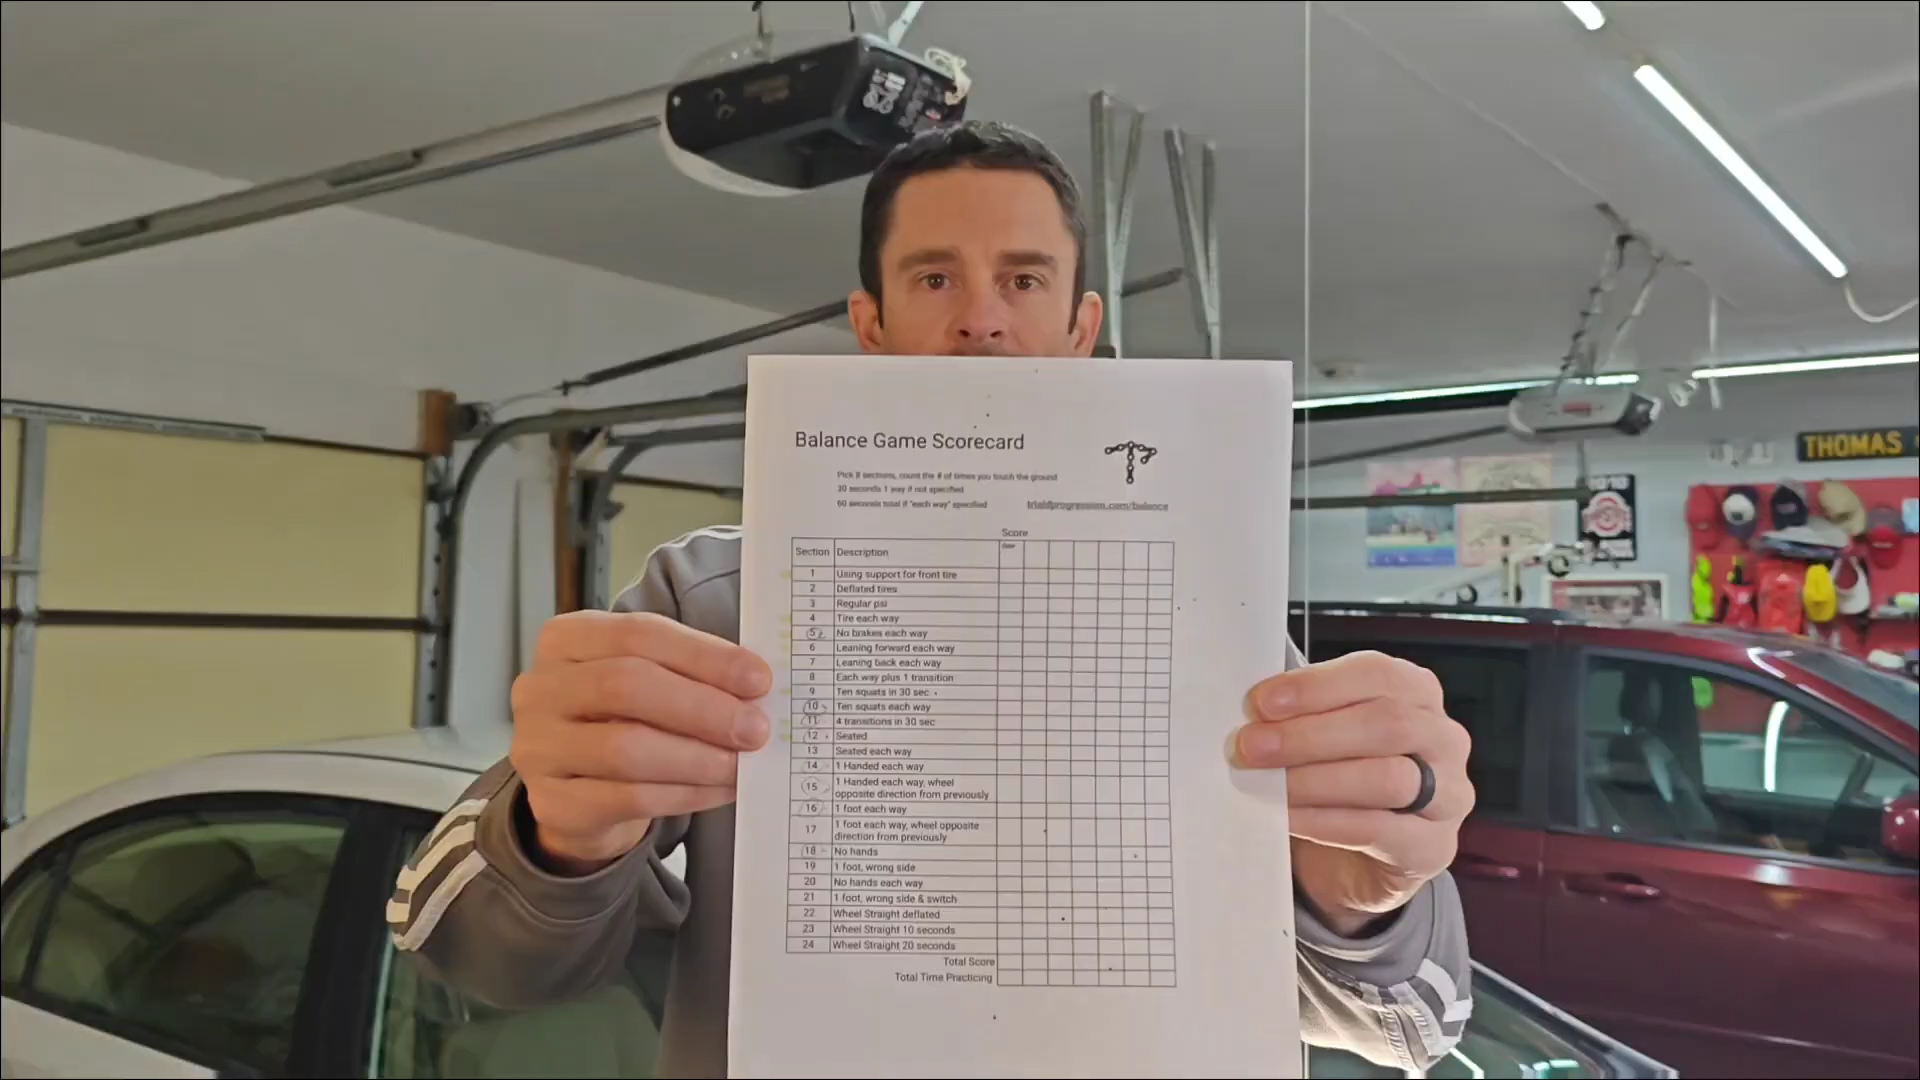 THOMAS
2010
Balance Game Scorecard
Pick 8 sections, count the # of times you touch the ground
30 seconds 1 way if not specified
60 seconds total if "each way" specified
trialprogression.com/balance
Score
Section Description Date
1 Using support for front tire
2 Deflated tires
3 Regular psi
4 Tire each way
5 No brakes each way
6 Leaning forward each way
7 Leaning back each way
8 Each way plus 1 transition
9 Ten squats in 30 sec
10 Ten squats each way
11 4 transitions in 30 sec
12 Seated
13 Seated each way
14 1 Handed each way
15 1 Handed each way, wheel
opposite direction from previously
16 1 foot each way
17 1 foot each way, wheel opposite
direction from previously
18 No hands
19 1 foot, wrong side
20 No hands each way
21 1 foot, wrong side & switch
22 Wheel Straight deflated
23 Wheel Straight 10 seconds
24 Wheel Straight 20 seconds
Total Score
Total Time Practicing